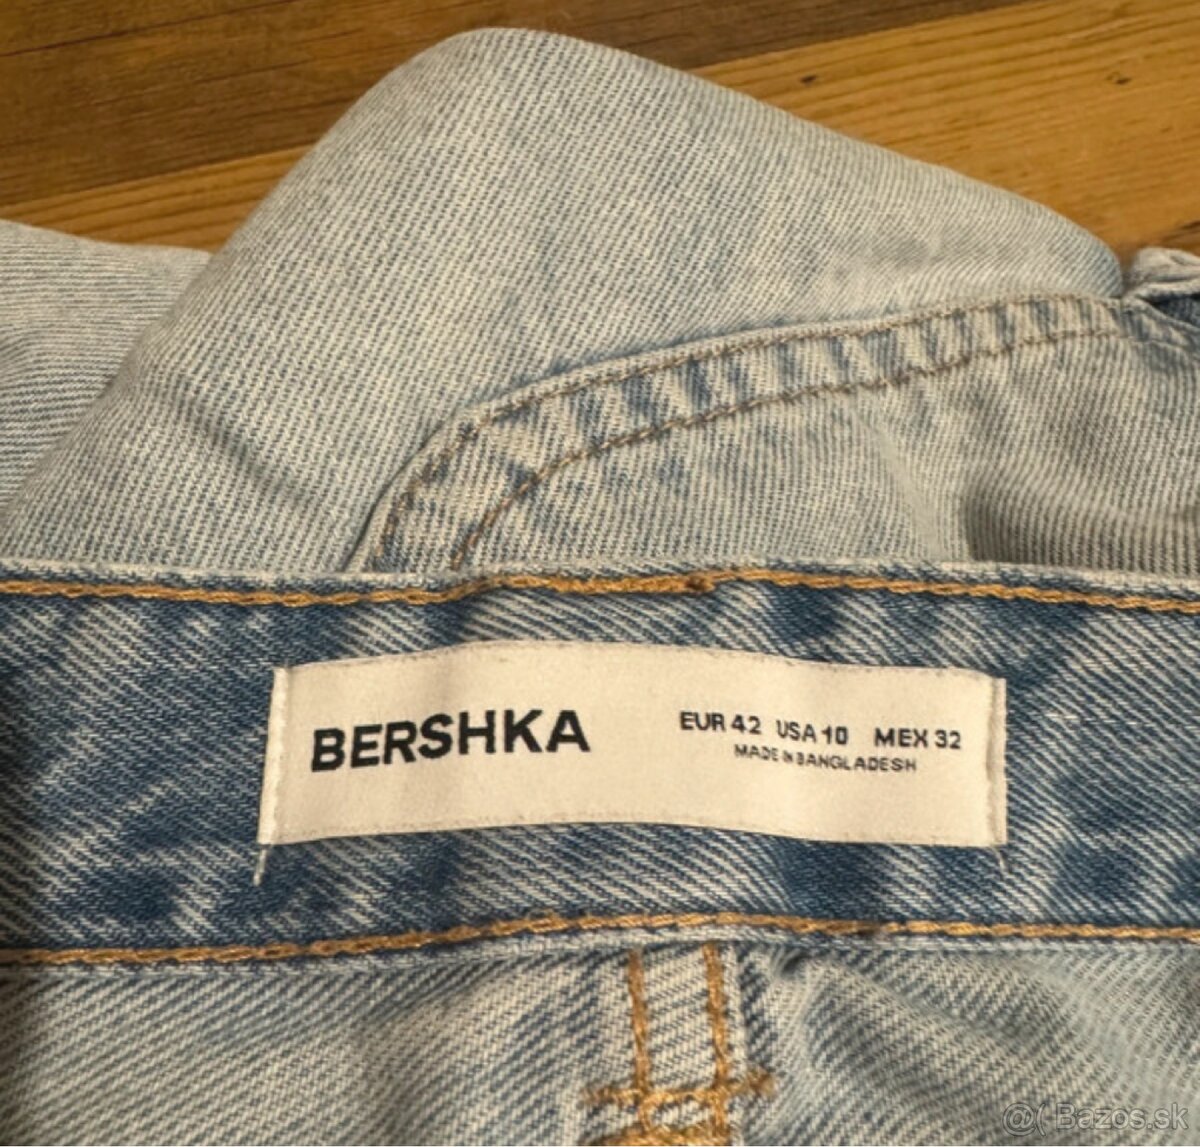 BERSHKA
EUR 42 USA 10 MEX 32
MADE IN BANGLADESH
@( Bazos.sk